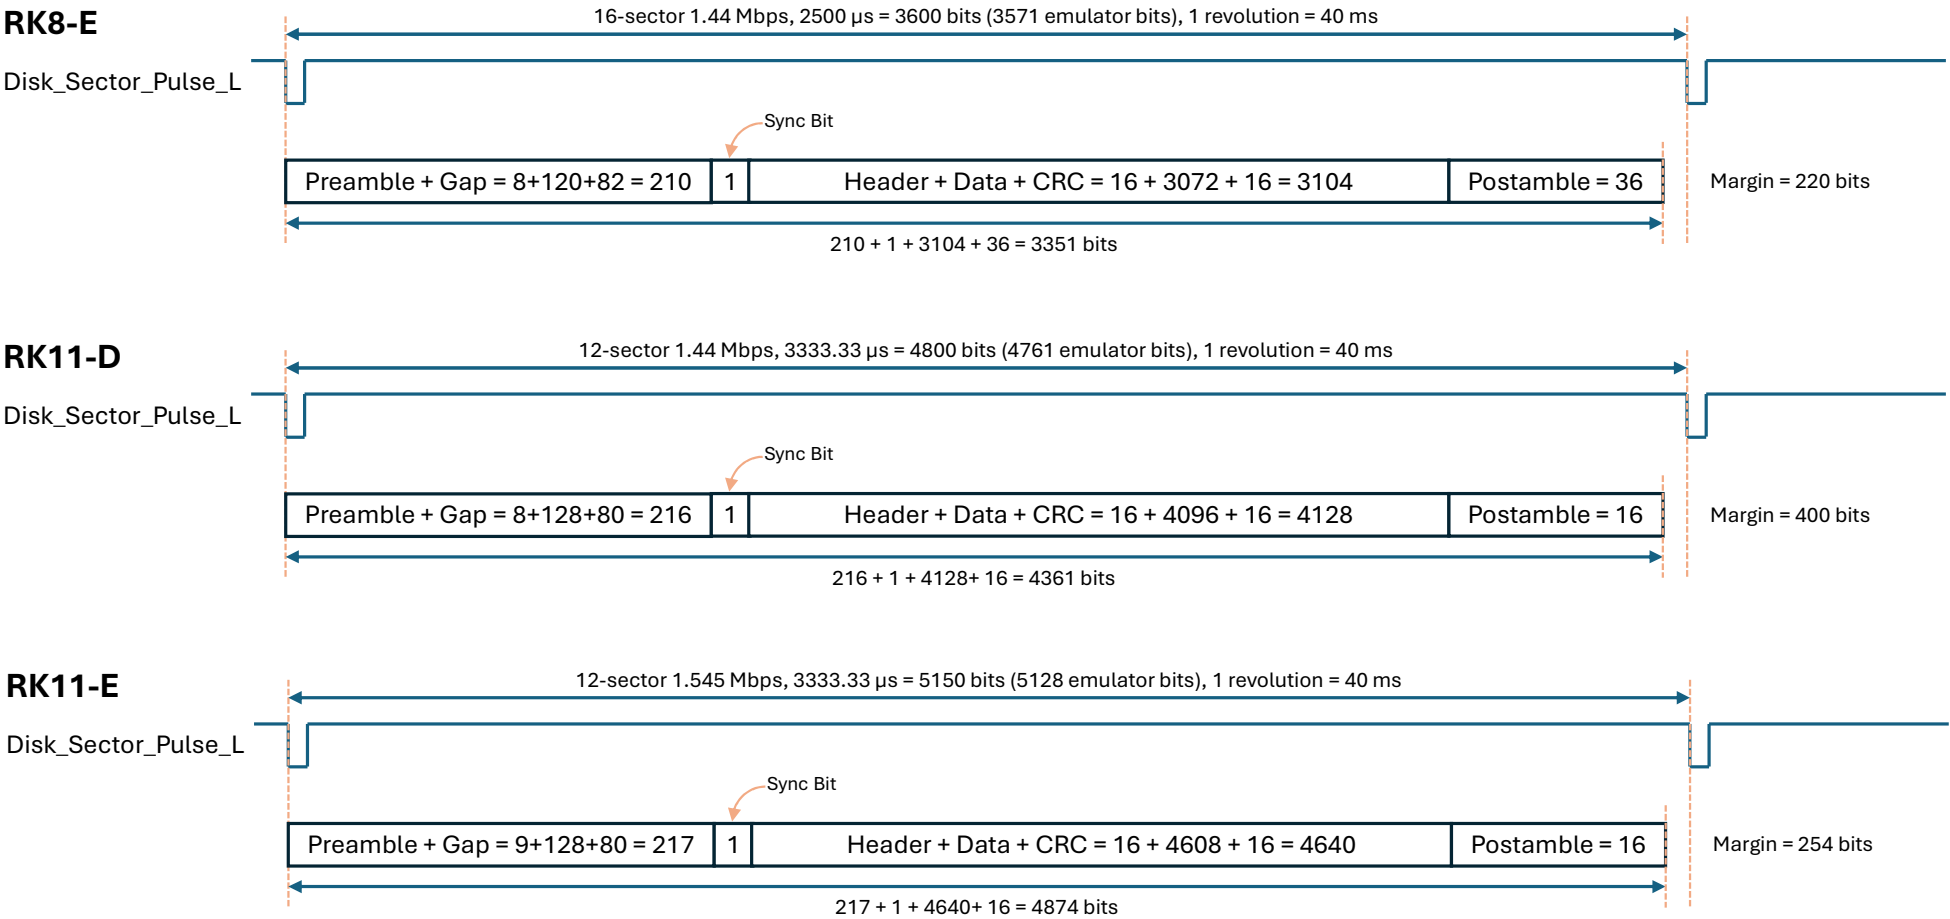 RK8-E
16-sector 1.44 Mbps, 2500 µs = 3600 bits (3571 emulator bits), 1 revolution = 40 ms
Disk_Sector_Pulse_L
Sync Bit
Preamble + Gap = 8+120+82 = 210
1
Header + Data + CRC = 16 + 3072 + 16 = 3104
Postamble = 36
Margin = 220 bits
210 + 1 + 3104 + 36 = 3351 bits
RK11-D
12-sector 1.44 Mbps, 3333.33 µs = 4800 bits (4761 emulator bits), 1 revolution = 40 ms
Disk_Sector_Pulse_L
Sync Bit
Preamble + Gap = 8+128+80 = 216
1
Header + Data + CRC = 16 + 4096 + 16 = 4128
Postamble = 16
Margin = 400 bits
216 + 1 + 4128+ 16 = 4361 bits
RK11-E
12-sector 1.545 Mbps, 3333.33 µs = 5150 bits (5128 emulator bits), 1 revolution = 40 ms
Disk_Sector_Pulse_L
Sync Bit
Preamble + Gap = 9+128+80 = 217
1
Header + Data + CRC = 16 + 4608 + 16 = 4640
Postamble = 16
Margin = 254 bits
217 + 1 + 4640+ 16 = 4874 bits